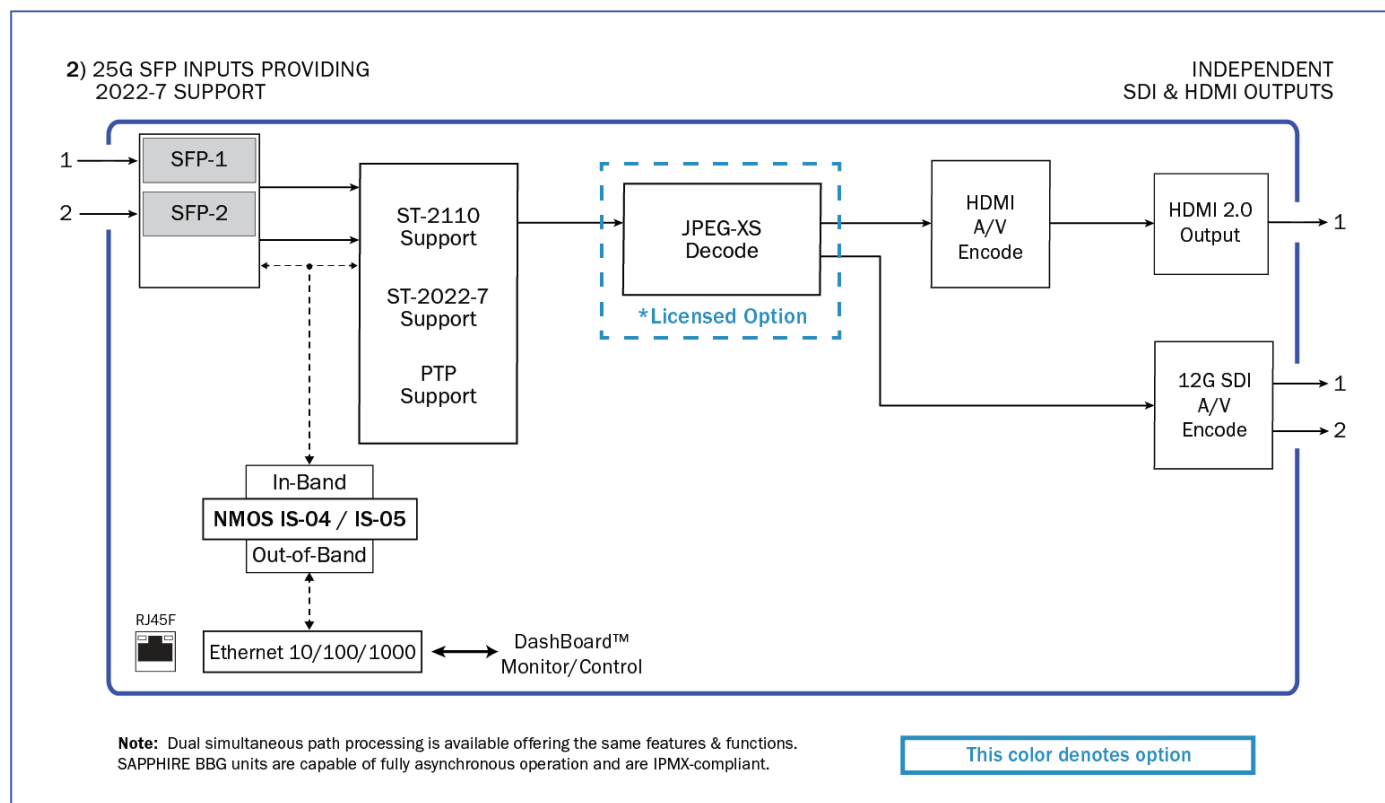 2) 25G SFP INPUTS PROVIDING
2022-7 SUPPORT
INDEPENDENT
SDI & HDMI OUTPUTS
1
SFP-1
2
SFP-2
ST-2110
Support
ST-2022-7
Support
PTP
Support
JPEG-XS
Decode
*Licensed Option
HDMI
A/V
Encode
HDMI 2.0
Output
1
12G SDI
A/V
Encode
1
2
In-Band
NMOS IS-04 / IS-05
Out-of-Band
RJ45F
Ethernet 10/100/1000
DashBoard™
Monitor/Control
Note: Dual simultaneous path processing is available offering the same features & functions.
SAPPHIRE BBG units are capable of fully asynchronous operation and are IPMX-compliant.
This color denotes option